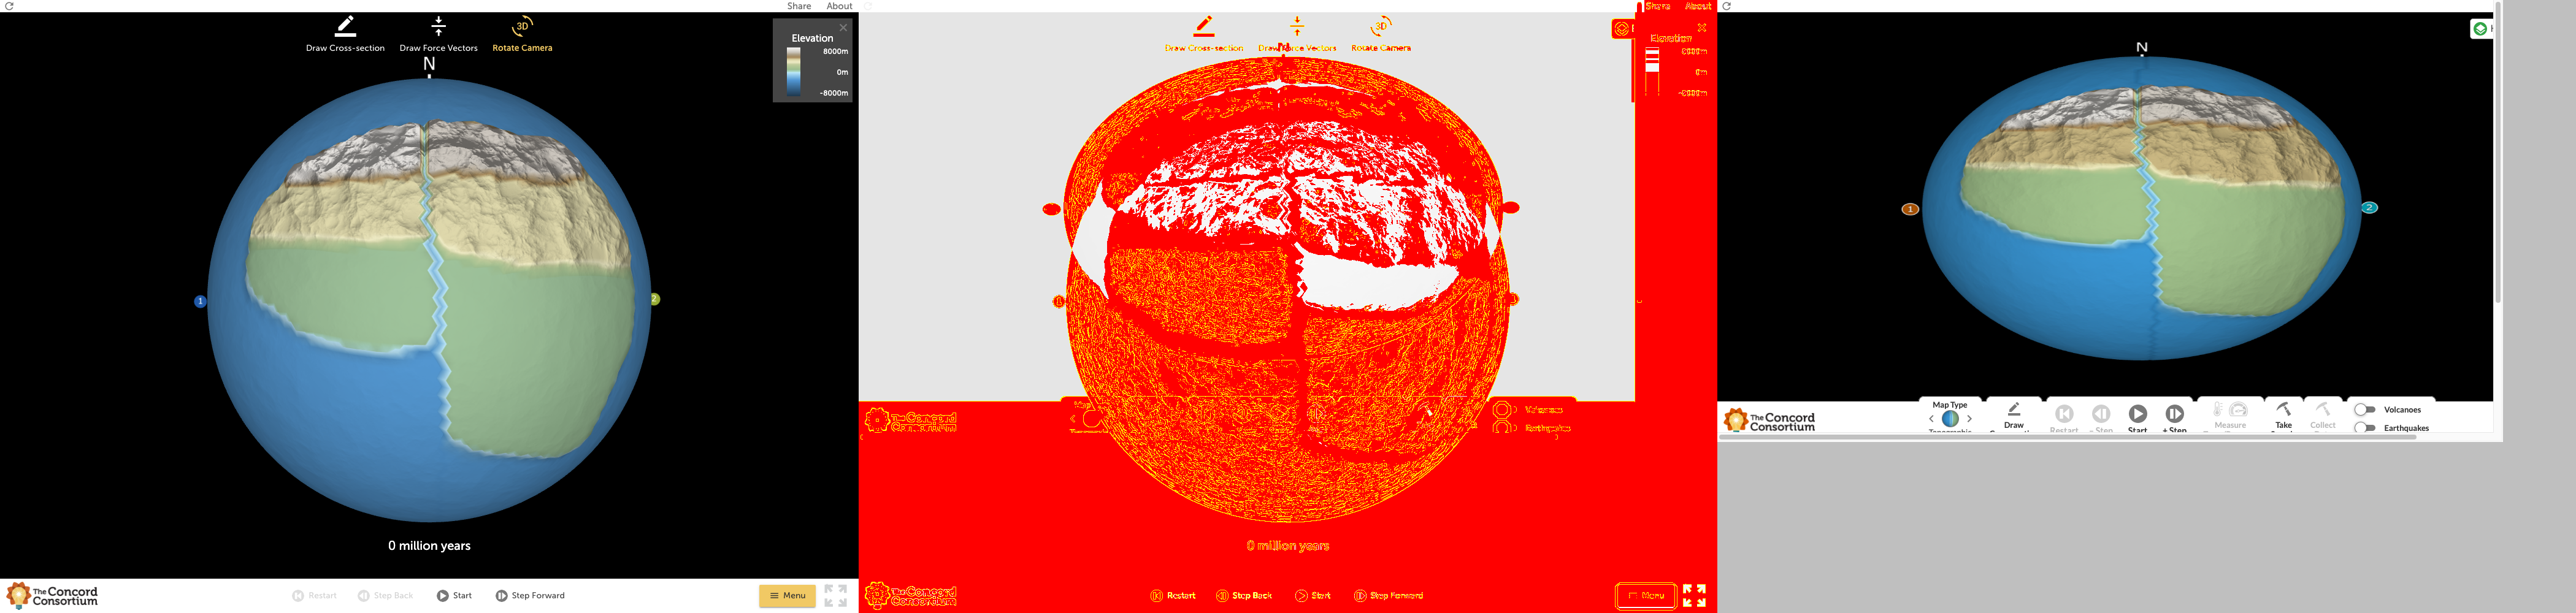 Share About
Draw Cross-section Draw Force Vectors 3D Rotate Camera
Elevation
8000m
0m
-8000m
N
1 2
0 million years
The Concord Consortium
Restart Step Back Start Step Forward Menu
Share About
Draw Cross-section Draw Force Vectors 3D Rotate Camera
Elevation
0m
The Concord
Consortium
Volcanoes
Earthquakes
0 million years
The Concord
Consortium
Restart Step Back Start Step Forward Menu
N
1 2
The Concord
Consortium
Map Type
Draw
Restart Step Start Step
Measure
Take
Collect
Volcanoes
Earthquakes